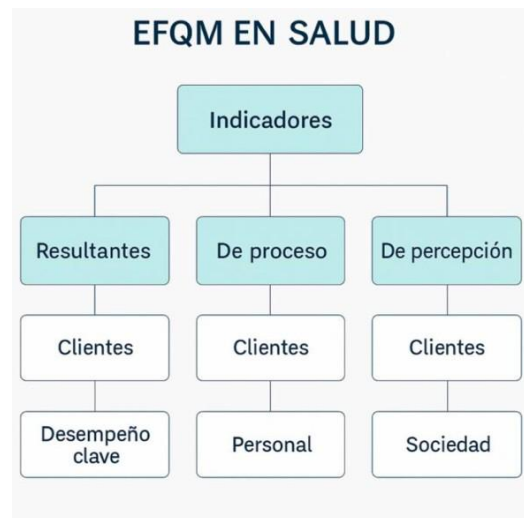 EFQM EN SALUD
Indicadores
Resultantes
De proceso
De percepción
Clientes
Clientes
Clientes
Desempeño
clave
Personal
Sociedad